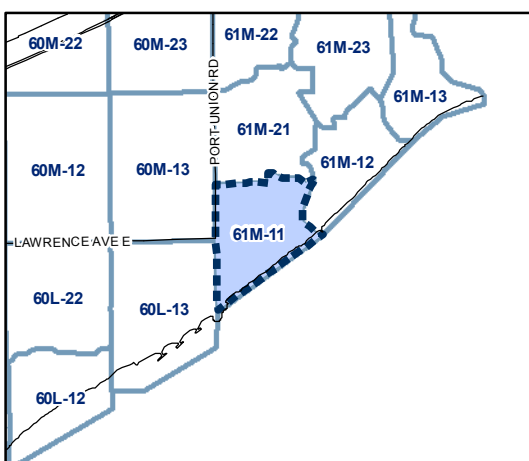 60M-22
60M-23
61M-22
61M-23
61M-13
PORT UNION RD
61M-21
60M-12
60M-13
61M-12
61M-11
LAWRENCE AVE E
60L-22
60L-13
60L-12